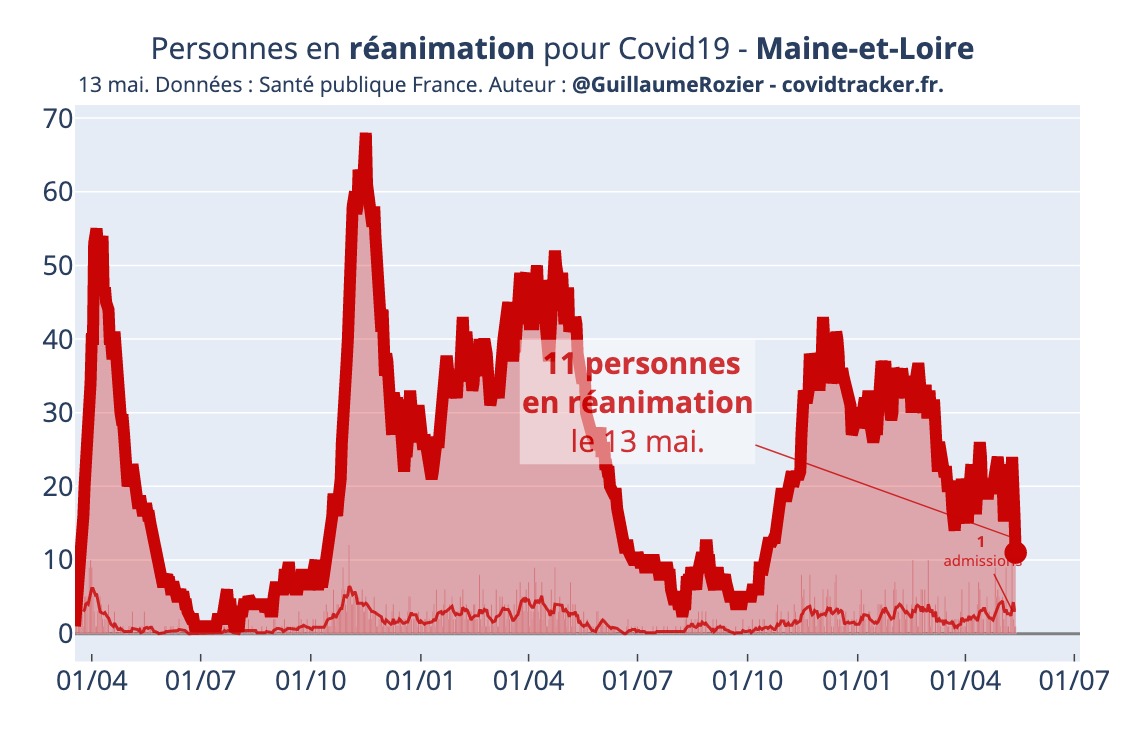 Personnes en réanimation pour Covid19 - Maine-et-Loire
13 mai. Données : Santé publique France. Auteur : @GuillaumeRozier - covidtracker.fr.
70
60
50
40
30
20
10
0
11 personnes
en réanimation
le 13 mai.
1
admissions
01/04 01/07 01/10 01/01 01/04 01/07 01/10 01/01 01/04 01/07